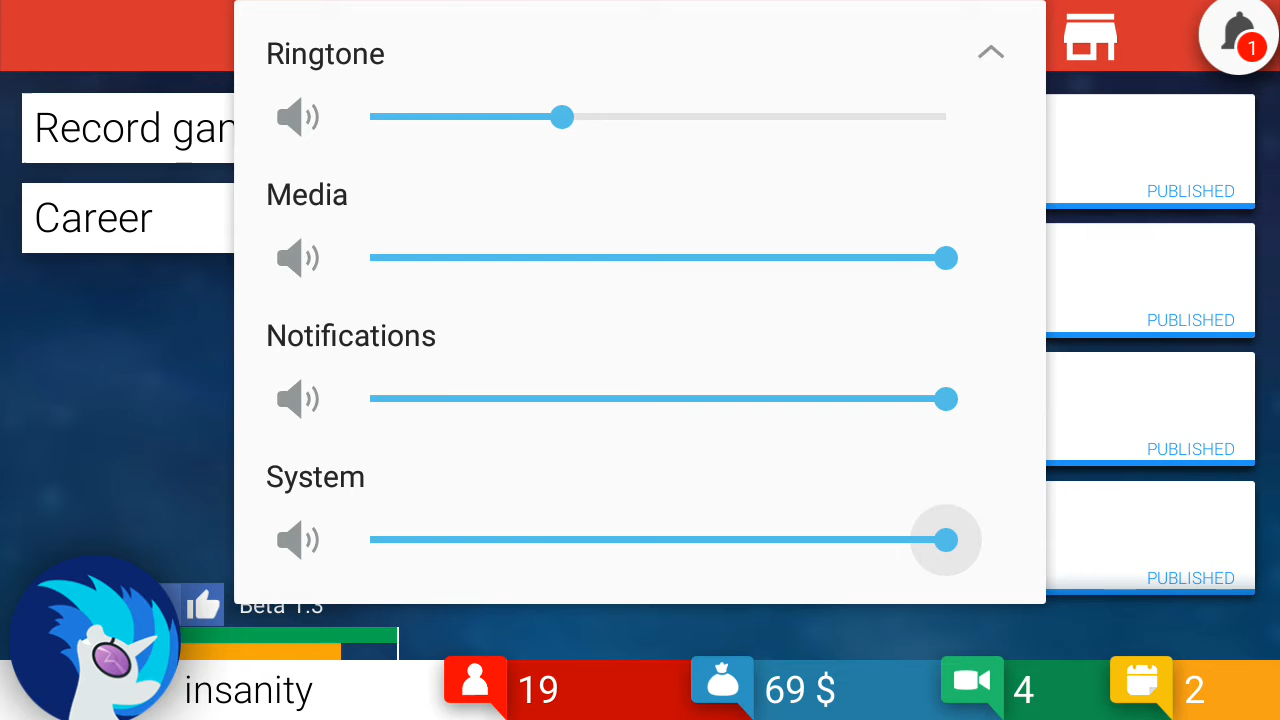 Ringtone
1
Record gam
PUBLISHED
Media
Career
Notifications
PUBLISHED
PUBLISHED
System
PUBLISHED
Beta 1.3
insanity
19
69 $
4
2